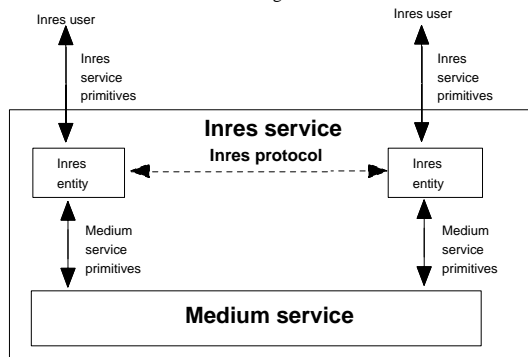 g
Inres user
Inres user
Inres
service
primitives
Inres
service
primitives
Inres service
Inres protocol
Inres
entity
Inres
entity
Medium
service
primitives
Medium
service
primitives
Medium service